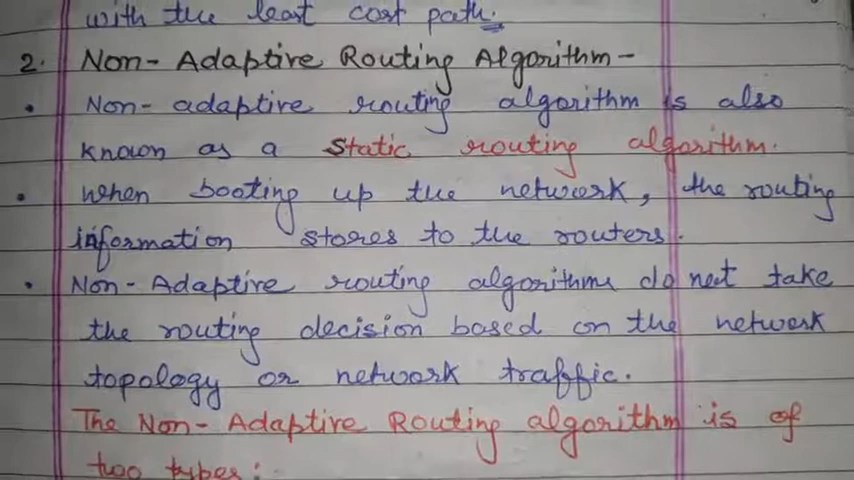 with the least cost path.
2. Non-Adaptive Routing Algorithm-
• Non-adaptive routing algorithm is also
known as a static routing algorithm.
• when booting up the network, the routing
information stores to the routers.
• Non-Adaptive routing algorithms do not take
the routing decision based on the network
topology or network traffic.
The Non-Adaptive Routing algorithm is of
two types: